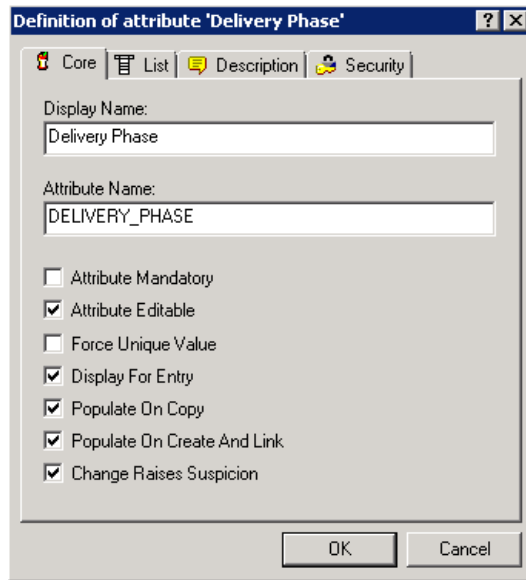 Definition of attribute 'Delivery Phase'
Core List Description Security
Display Name:
Delivery Phase
Attribute Name:
DELIVERY_PHASE
Attribute Mandatory
Attribute Editable
Force Unique Value
Display For Entry
Populate On Copy
Populate On Create And Link
Change Raises Suspicion
OK Cancel